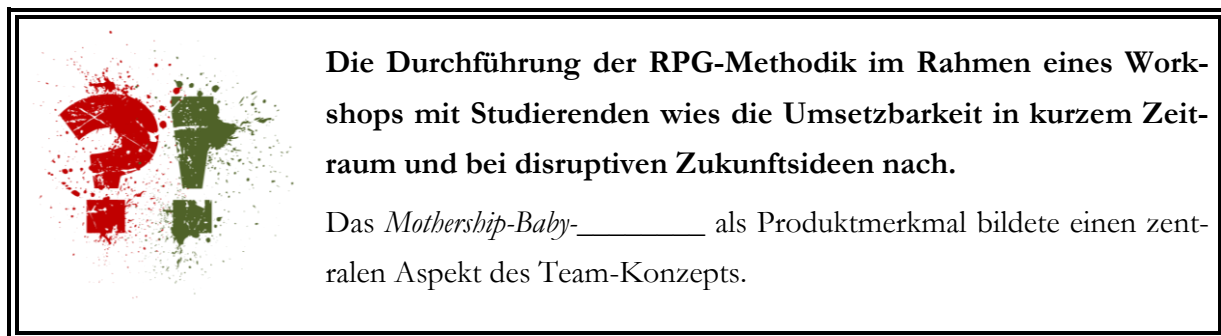 Die Durchführung der RPG-Methodik im Rahmen eines Work-
shops mit Studierenden wies die Umsetzbarkeit in kurzem Zeit-
raum und bei disruptiven Zukunftsideen nach.
Das Mothership-Baby-_________ als Produktmerkmal bildete einen zent-
ralen Aspekt des Team-Konzepts.